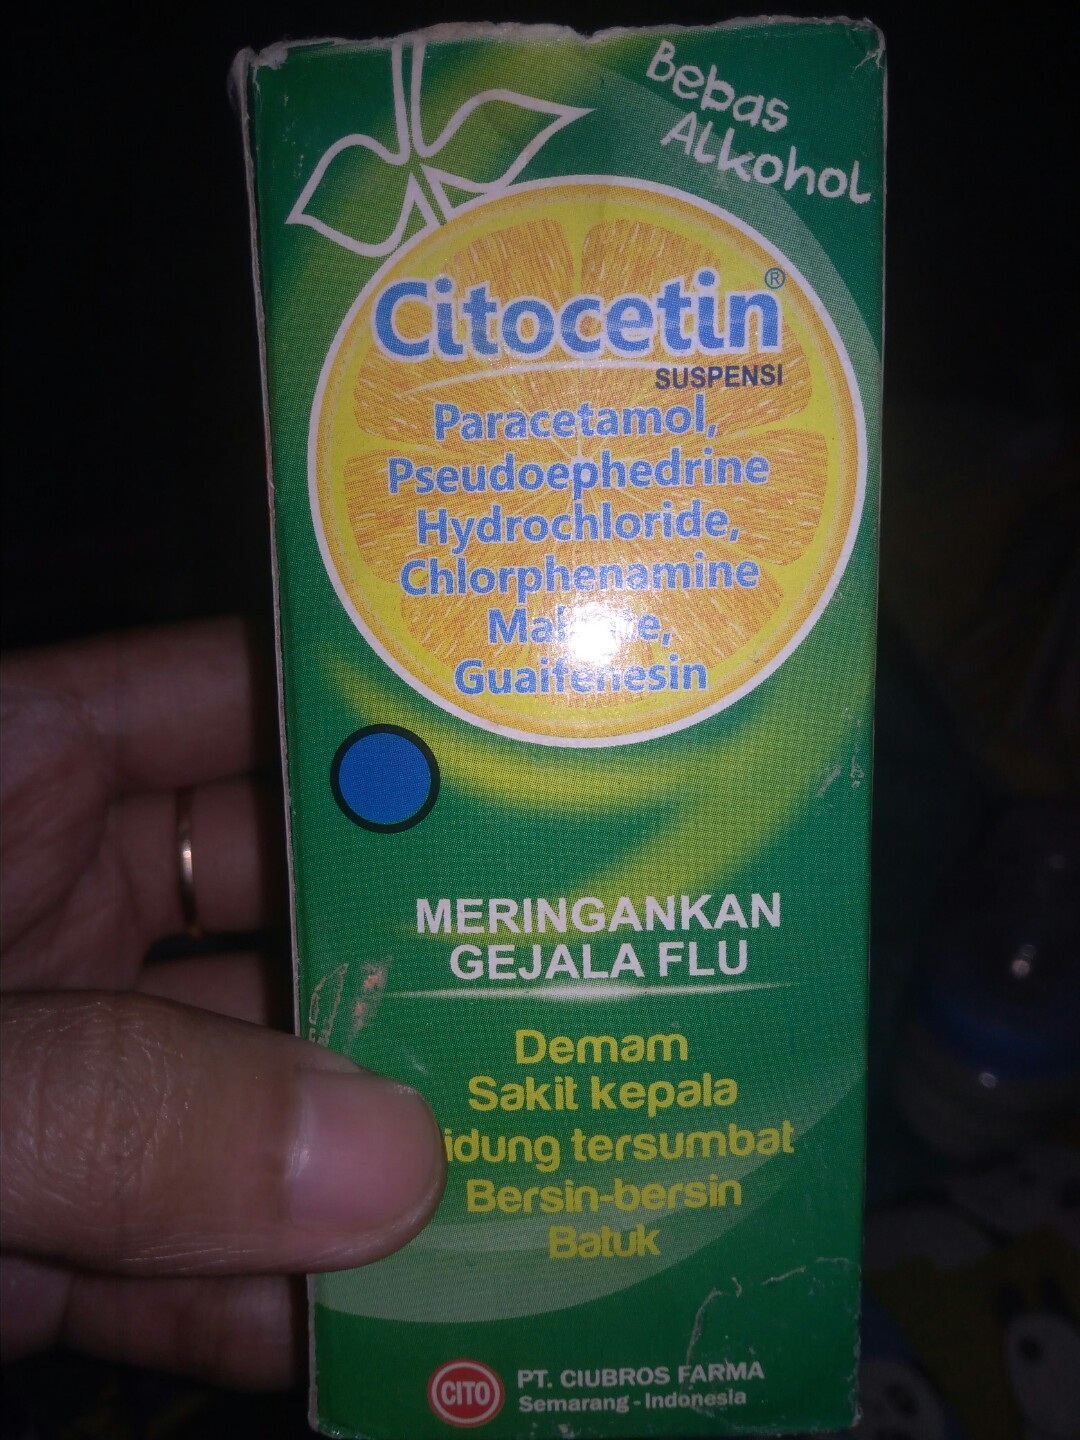 Bebas
Alkohol
Citocetin®
SUSPENSI
Paracetamol,
Pseudoephedrine
Hydrochloride,
Chlorphenamine
Guaifenesin
MERINGANKAN
GEJALA FLU
Demam
Sakit kepala
tersumbat
Bersin-bersin
Batuk
CITO
PT. CIUBROS FARMA
Semarang - Indonesia